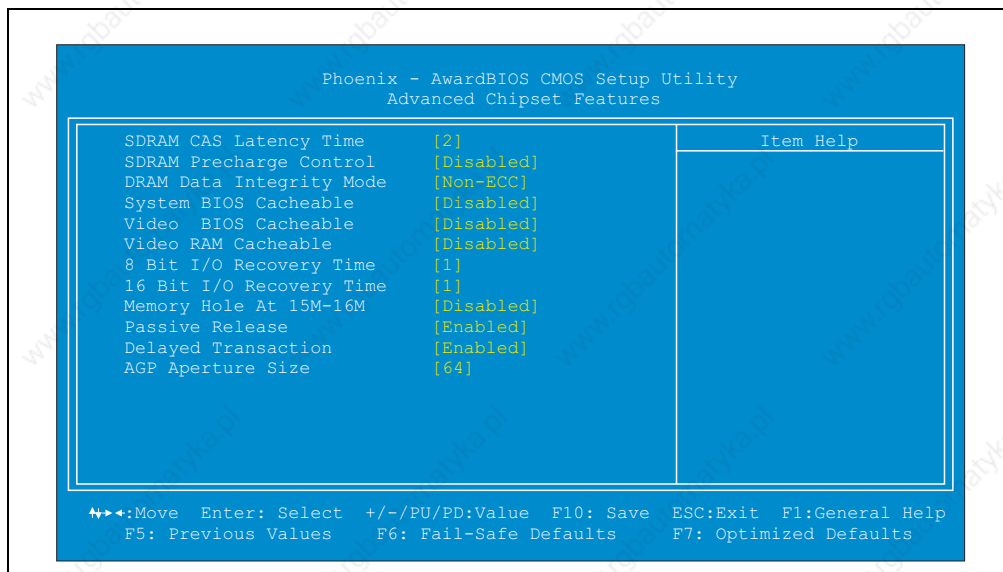 Phoenix - AwardBIOS CMOS Setup Utility
Advanced Chipset Features
SDRAM CAS Latency Time [2]
SDRAM Precharge Control [Disabled]
DRAM Data Integrity Mode [Non-ECC]
System BIOS Cacheable [Disabled]
Video BIOS Cacheable [Disabled]
Video RAM Cacheable [Disabled]
8 Bit I/O Recovery Time [1]
16 Bit I/O Recovery Time [1]
Memory Hole At 15M-16M [Disabled]
Passive Release [Enabled]
Delayed Transaction [Enabled]
AGP Aperture Size [64]
Item Help
:Move Enter: Select +/-/PU/PD:Value F10: Save ESC:Exit F1:General Help
F5: Previous Values F6: Fail-Safe Defaults F7: Optimized Defaults
www.rgbautomatyka.pl